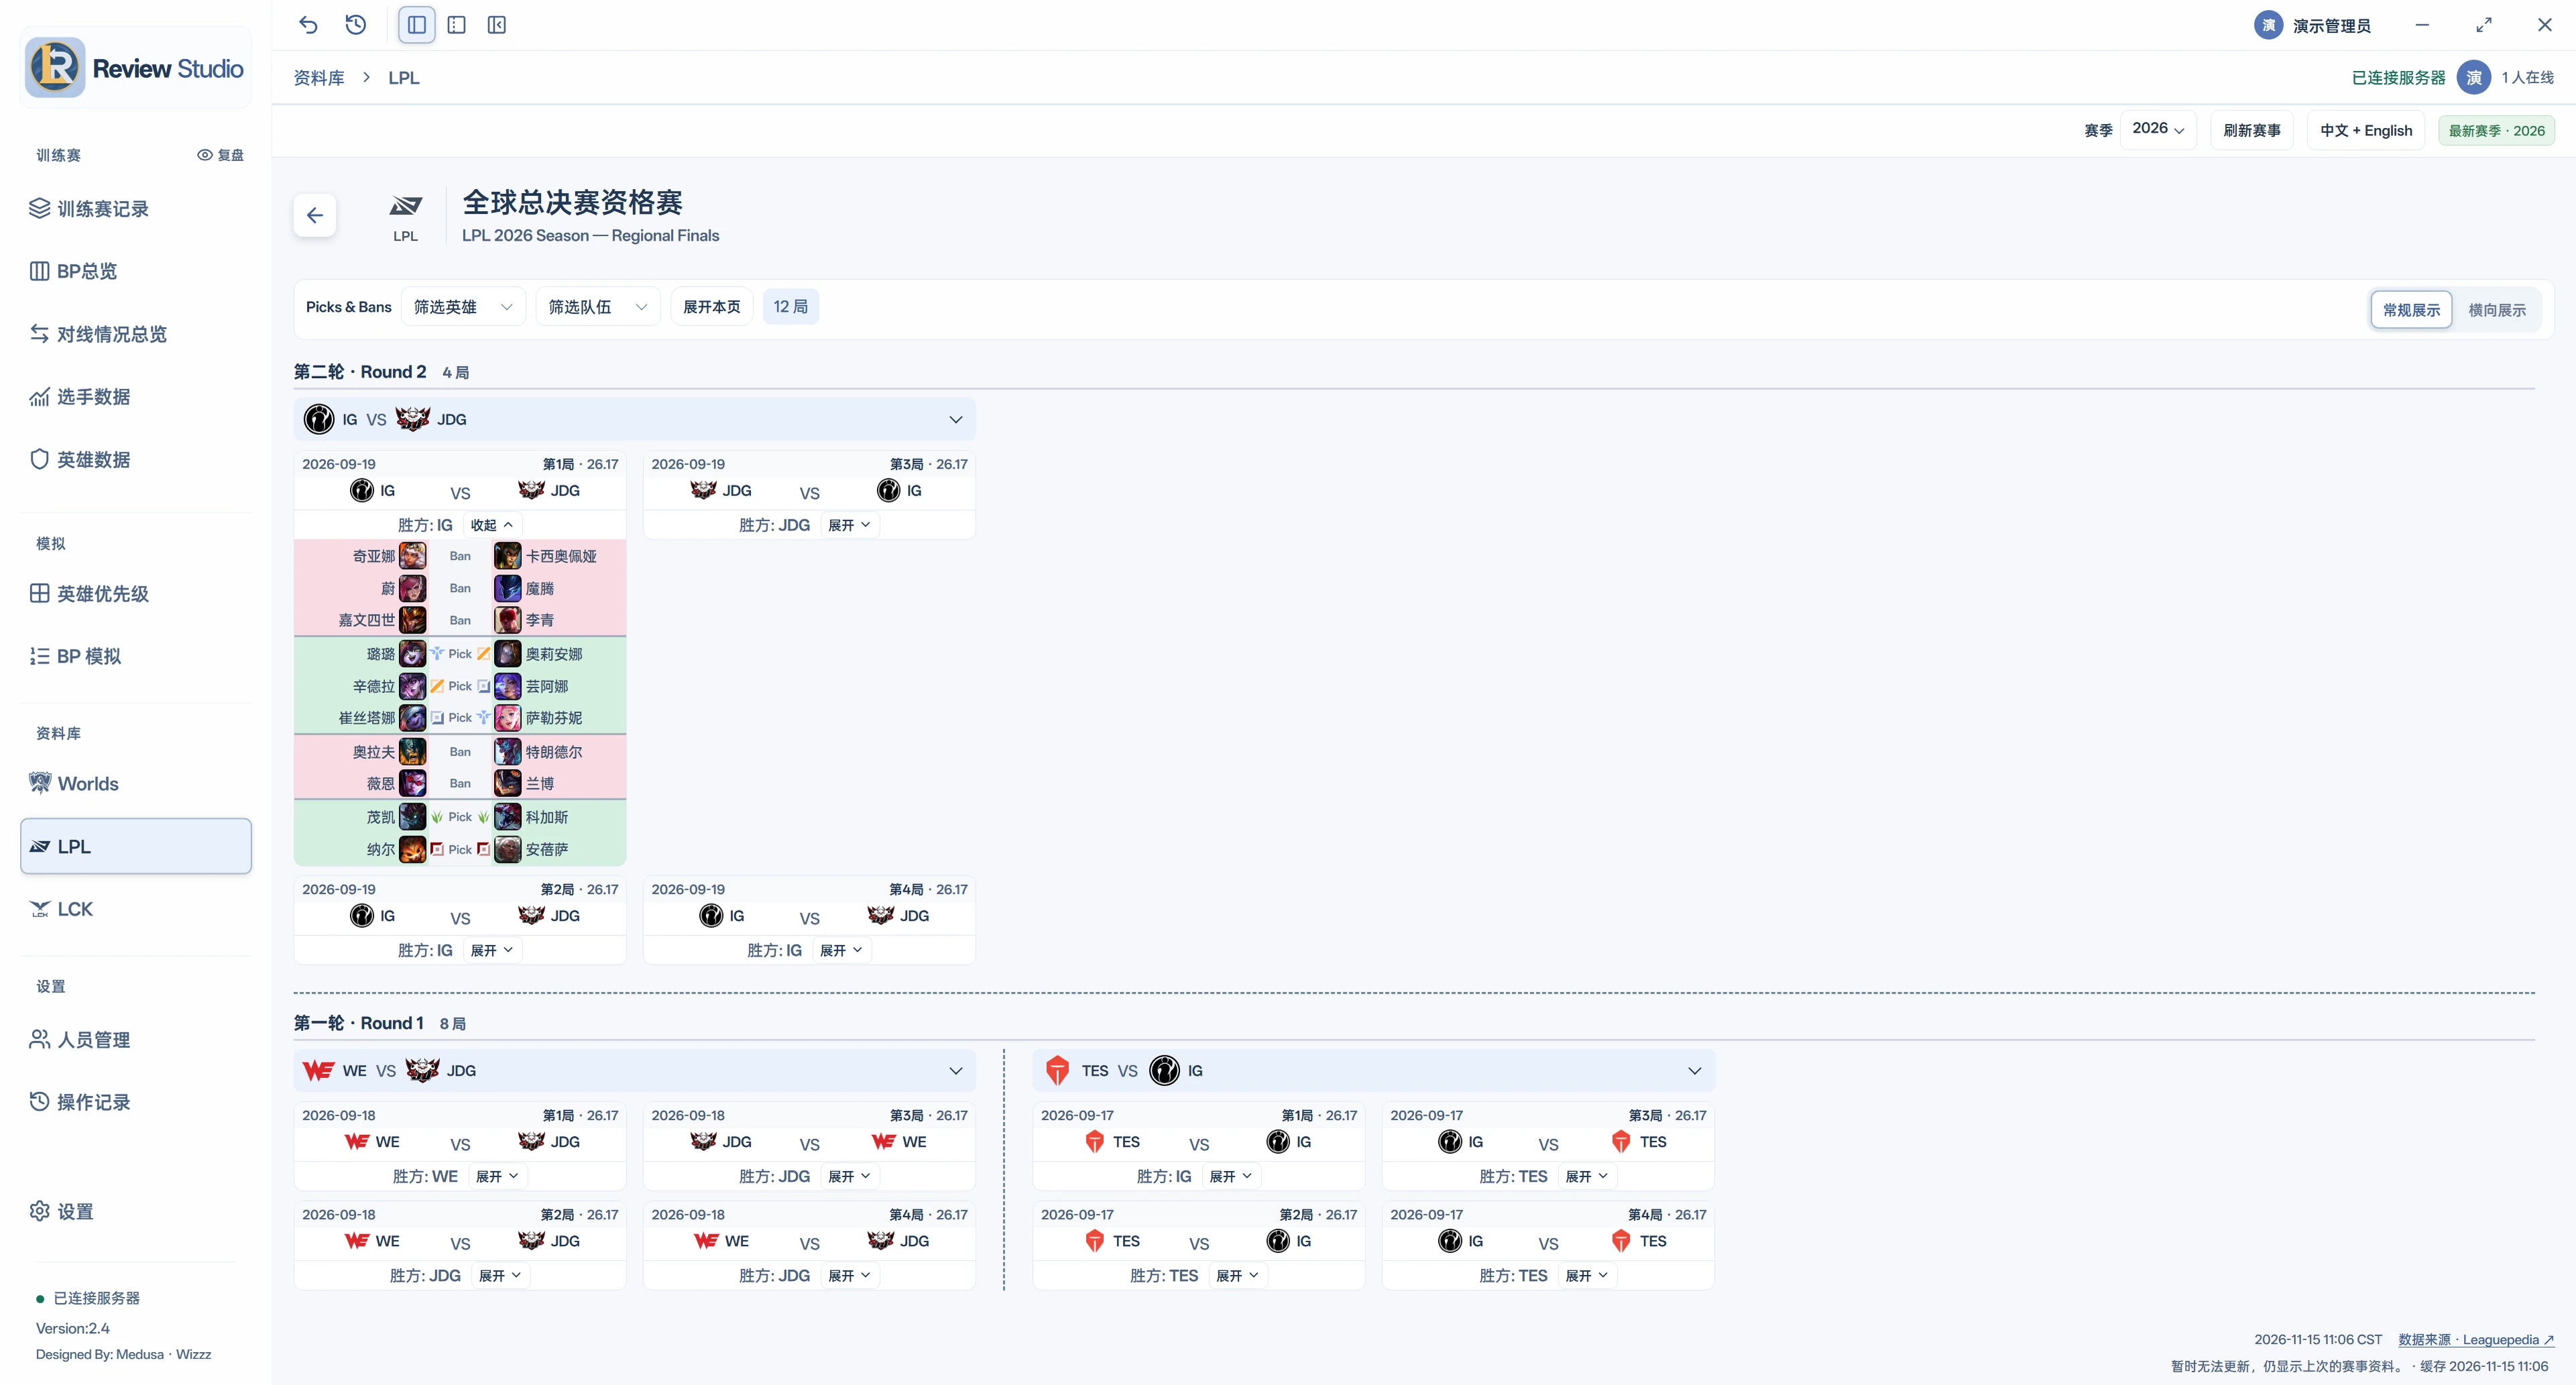 演 演示管理员
Review Studio
资料库 > LPL
已连接服务器 演 1 人在线
赛季 2026 刷新赛事 中文 + English 最新赛季 · 2026
训练赛 复盘
训练赛记录
BP总览
对线情况总览
选手数据
英雄数据
模拟
英雄优先级
BP 模拟
资料库
Worlds
LPL
LCK
设置
人员管理
操作记录
设置
已连接服务器
Version:2.4
Designed By: Medusa · Wizzz
LPL
全球总决赛资格赛
LPL 2026 Season — Regional Finals
Picks & Bans 筛选英雄 筛选队伍 展开本页 12 局 常规展示 横向展示
第二轮 · Round 2 4 局
IG VS JDG
2026-09-19 第1局 · 26.17
IG VS JDG
胜方: IG 收起
奇亚娜 Ban 卡西奥佩娅
蔚 Ban 魔腾
嘉文四世 Ban 李青
璐璐 Pick 奥莉安娜
辛德拉 Pick 芸阿娜
崔丝塔娜 Pick 萨勒芬妮
奥拉夫 Ban 特朗德尔
薇恩 Ban 兰博
茂凯 Pick 科加斯
纳尔 Pick 安蓓萨
2026-09-19 第3局 · 26.17
JDG VS IG
胜方: JDG 展开
2026-09-19 第2局 · 26.17
IG VS JDG
胜方: IG 展开
2026-09-19 第4局 · 26.17
IG VS JDG
胜方: IG 展开
第一轮 · Round 1 8 局
WE VS JDG
2026-09-18 第1局 · 26.17
WE VS JDG
胜方: WE 展开
2026-09-18 第3局 · 26.17
JDG VS WE
胜方: JDG 展开
2026-09-18 第2局 · 26.17
WE VS JDG
胜方: JDG 展开
2026-09-18 第4局 · 26.17
WE VS JDG
胜方: JDG 展开
TES VS IG
2026-09-17 第1局 · 26.17
TES VS IG
胜方: IG 展开
2026-09-17 第3局 · 26.17
IG VS TES
胜方: TES 展开
2026-09-17 第2局 · 26.17
TES VS IG
胜方: TES 展开
2026-09-17 第4局 · 26.17
IG VS TES
胜方: TES 展开
2026-11-15 11:06 CST 数据来源 · Leaguepedia ↗
暂时无法更新，仍显示上次的赛事资料。 · 缓存 2026-11-15 11:06